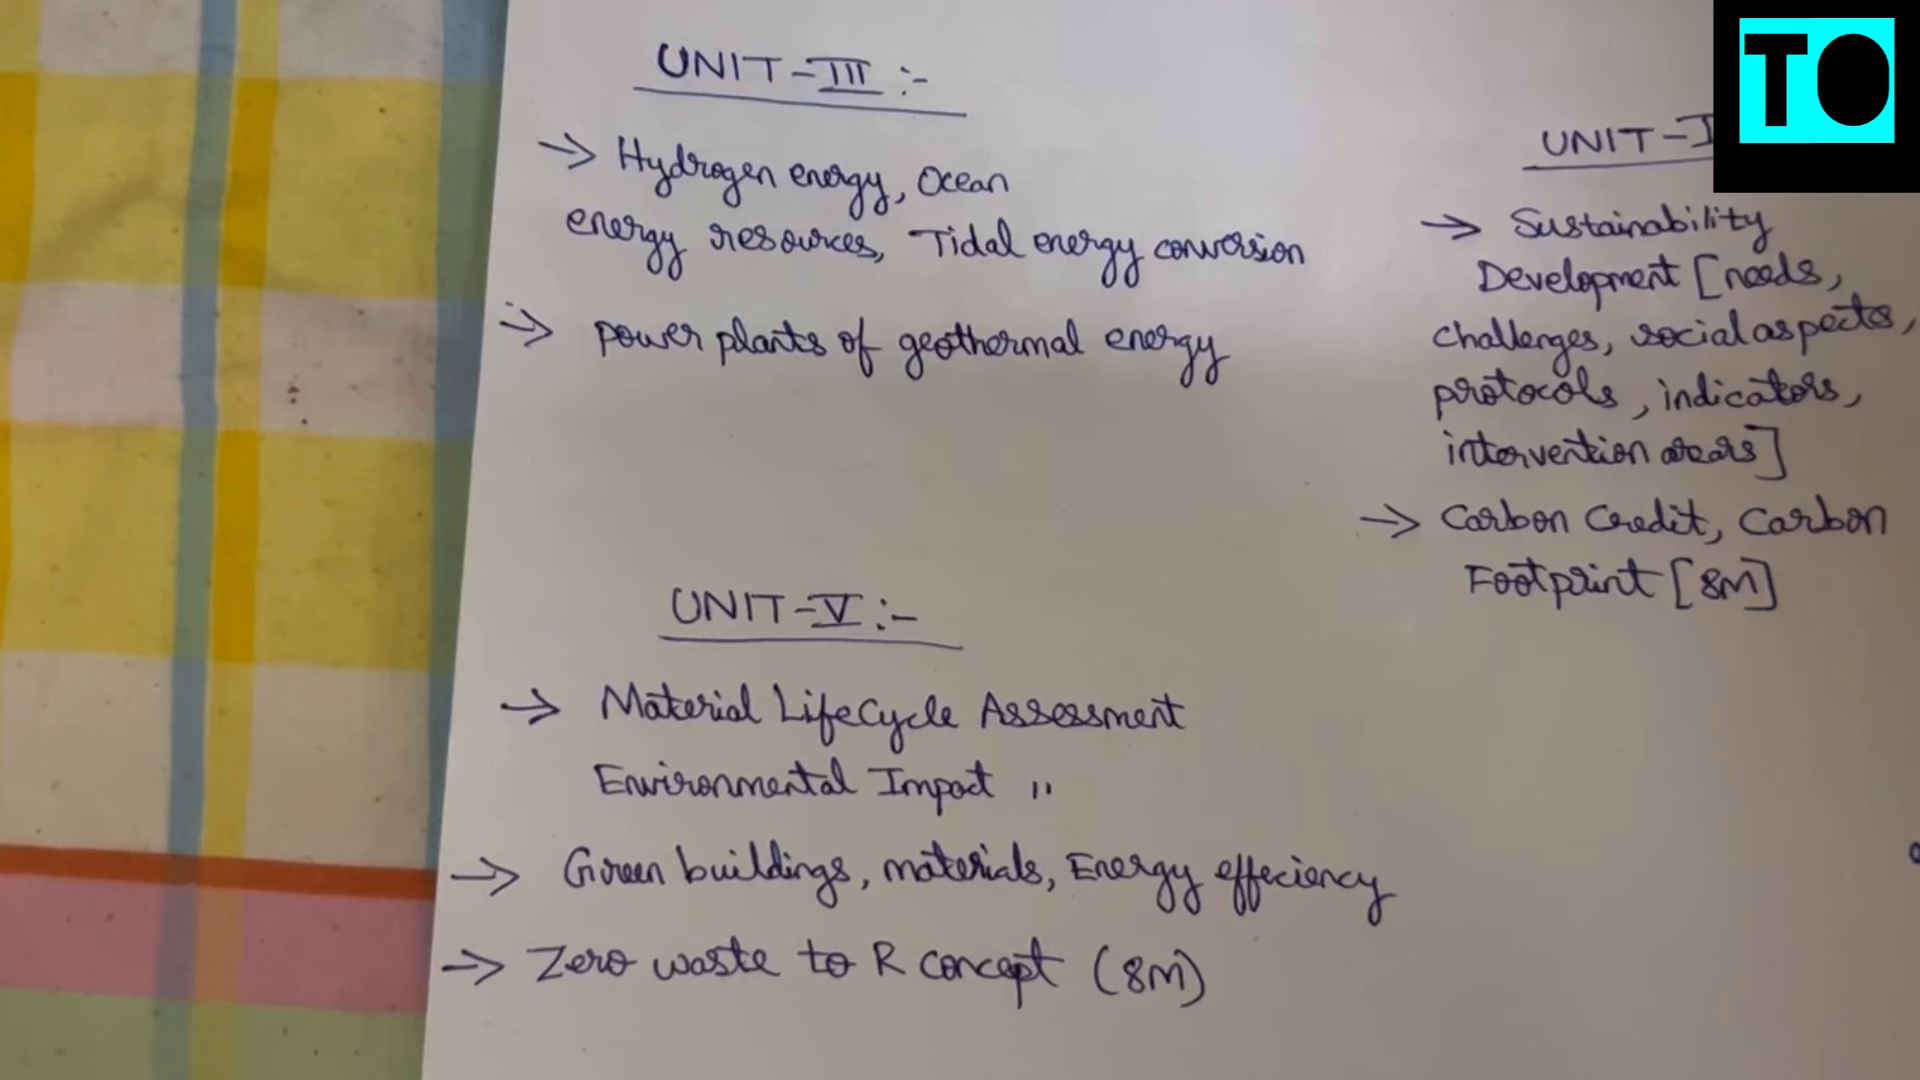 UNIT-III :-
→ Hydrogen energy, Ocean
energy resources, Tidal energy conversion
→ power plants of geothermal energy
UNIT-V :-
→ Material LifeCycle Assessment
Environmental Impact "
→ Green buildings, materials, Energy effeciency
→ Zero waste to R concept (8M)
UNIT-I
→ Sustainability
Development [needs,
challenges, social aspects,
protocols, indicators,
intervention areas]
→ Carbon Credit, Carbon
Footprint [8M]
TO